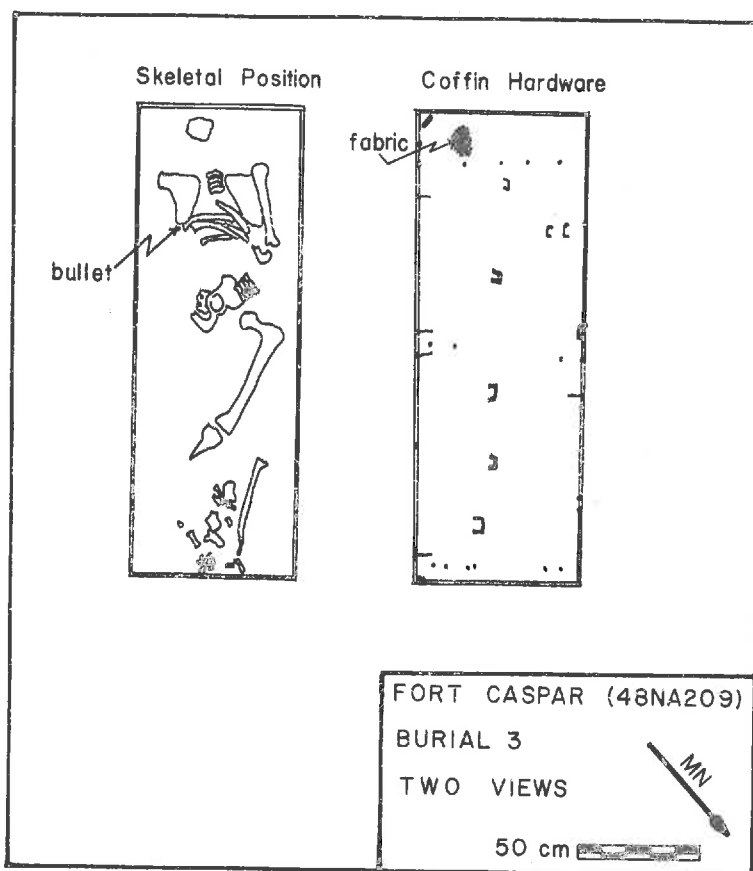 Skeletal Position
Coffin Hardware
fabric
bullet
FORT CASPAR (48NA209)
BURIAL 3
TWO VIEWS
MN
50 cm